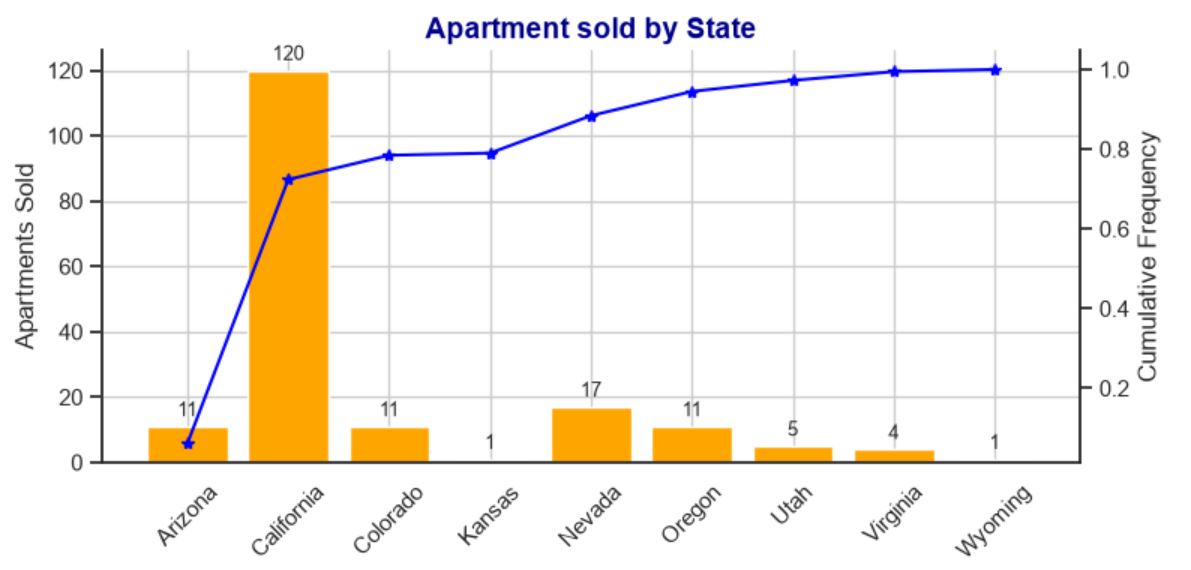 Apartment sold by State
Apartments Sold
120
100
80
60
40
20
0
11
120
11
1
17
11
5
4
1
1.0
0.8
0.6
0.4
0.2
Cumulative Frequency
Arizona
California
Colorado
Kansas
Nevada
Oregon
Utah
Virginia
Wyoming